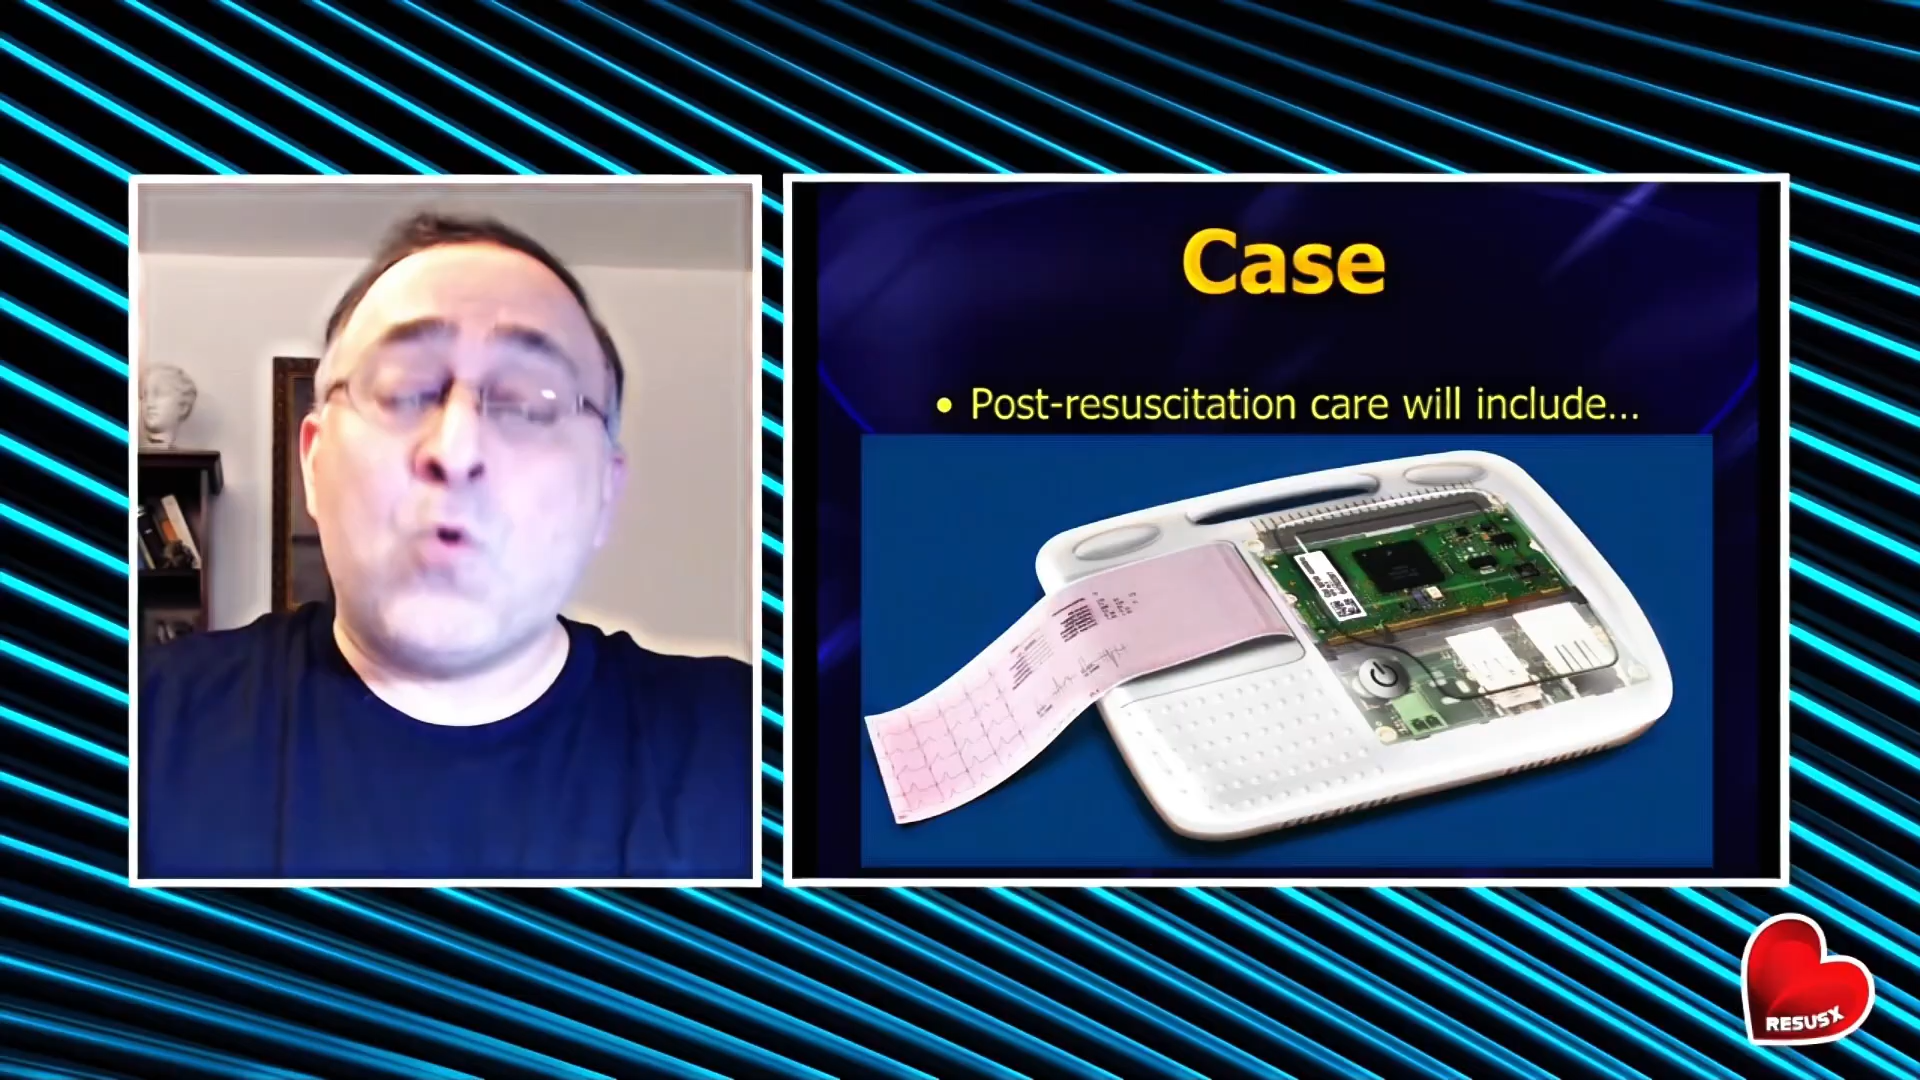 Case
• Post-resuscitation care will include...
RESUSX